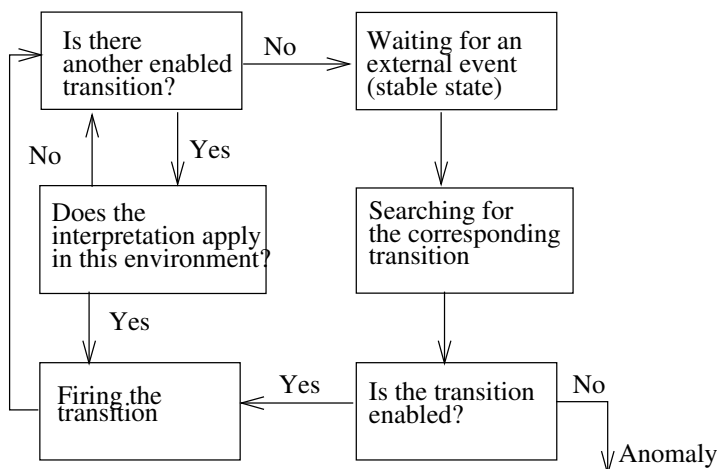 Is there
another enabled
transition?
No
Waiting for an
external event
(stable state)
No
Yes
Does the
interpretation apply
in this environment?
Searching for
the corresponding
transition
Yes
Firing the
transition
Yes
Is the transition
enabled?
No
Anomaly